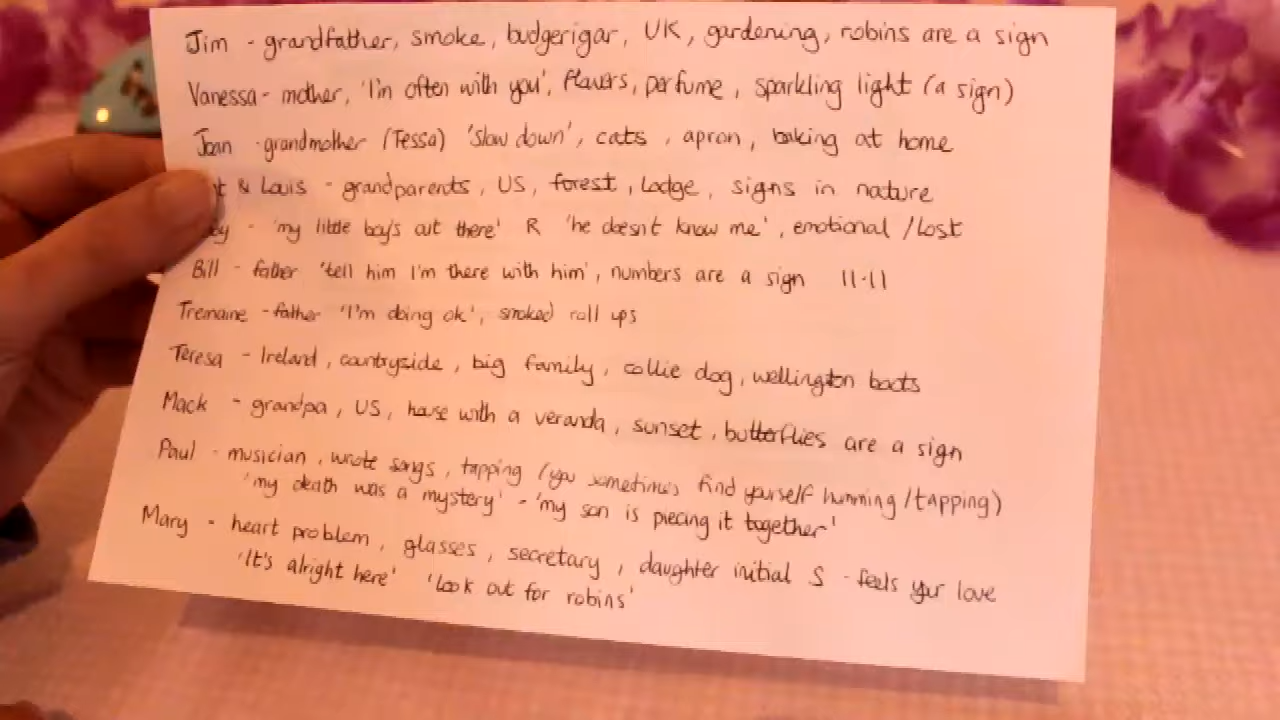 Jim - grandfather, smoke, budgerigar, UK, gardening, robins are a sign
Vanessa - mother, 'I'm often with you', flowers, perfume, sparkling light (a sign)
Joan - grandmother (Tessa) 'Slow down', cats, apron, baking at home
& Louis - grandparents, US, forest, Lodge, signs in nature
- 'my little boy's out there' R 'he doesn't know me', emotional / Lost
Bill - father 'tell him I'm there with him', numbers are a sign 11.11
Tremaine - father 'I'm doing ok', smoked roll ups
Teresa - Ireland, countryside, big family, collie dog, wellington boots
Mack - grandpa, US, house with a veranda, sunset, butterflies are a sign
Paul - musician, wrote songs, tapping (you sometimes find yourself humming/tapping)
'my death was a mystery' - 'my son is piecing it together'
Mary - heart problem, glasses, secretary, daughter initial S - feels your love
'It's alright here' 'Look out for robins'